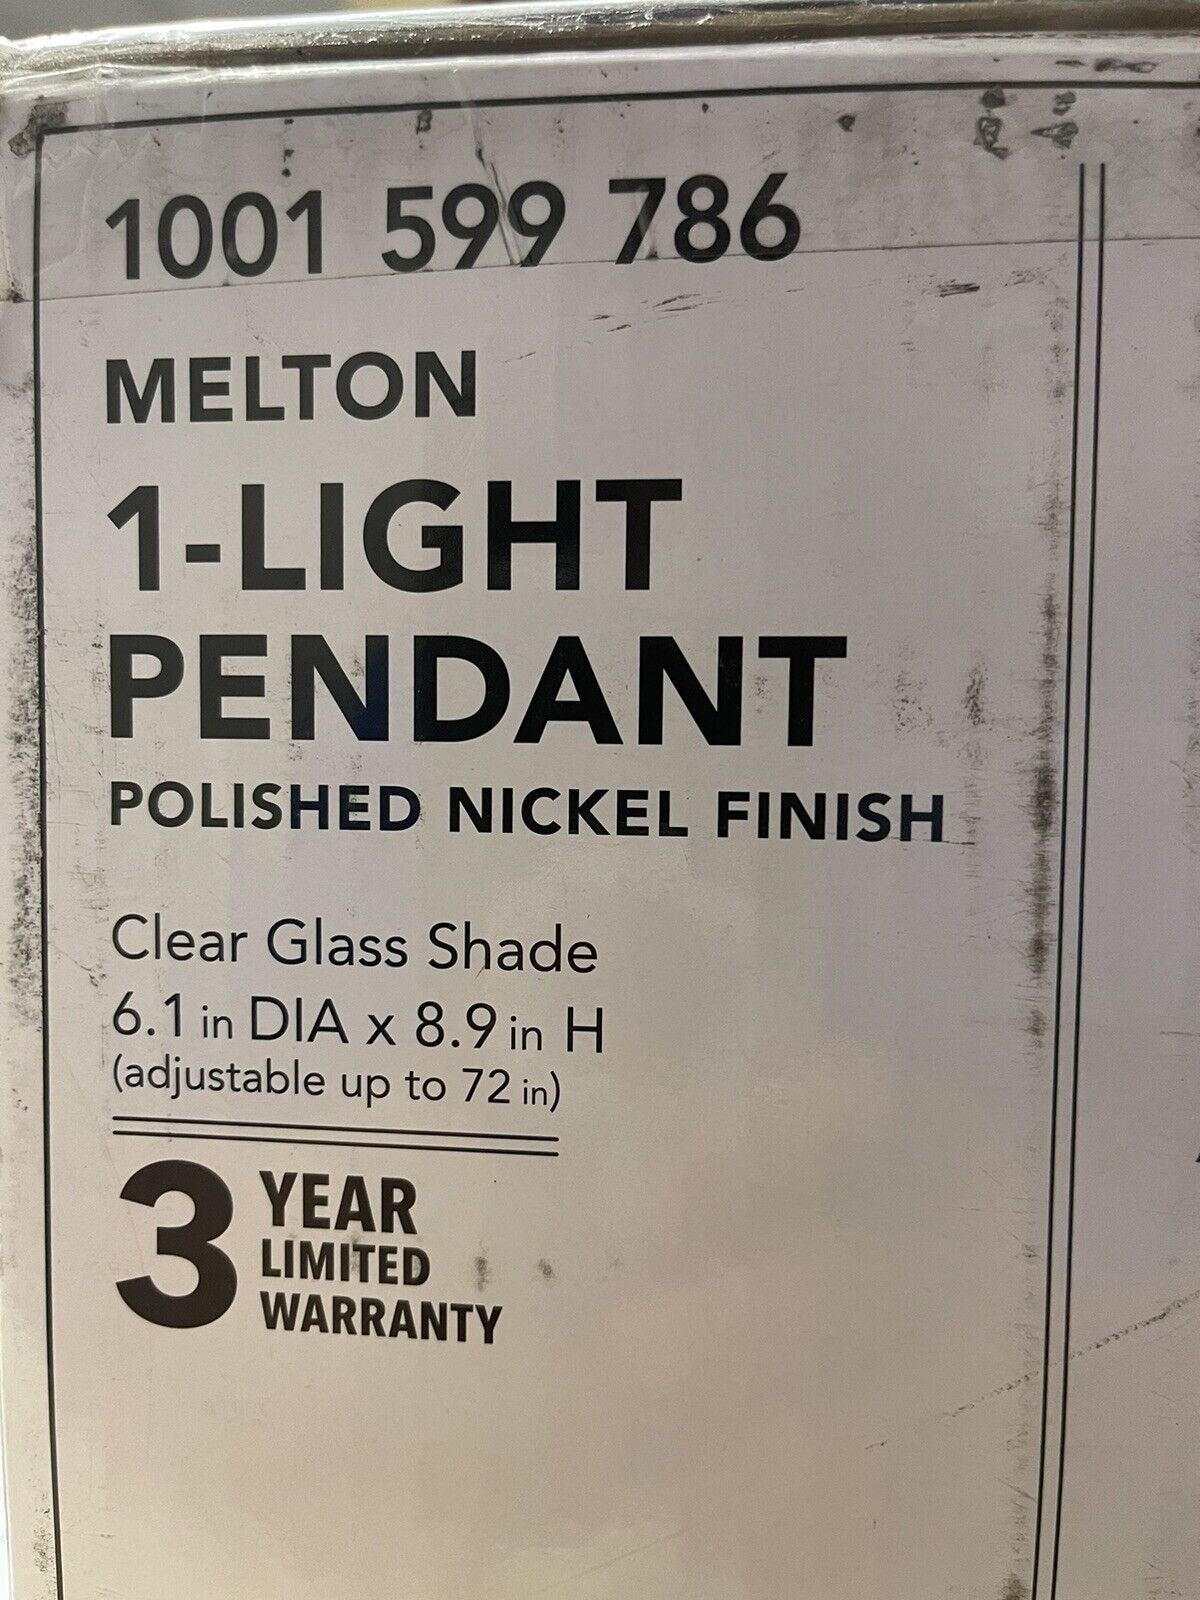 1001 599 786
MELTON
1-LIGHT
PENDANT
POLISHED NICKEL FINISH
Clear Glass Shade
6.1 in DIA x 8.9 in H
(adjustable up to 72 in)
3 YEAR
LIMITED
WARRANTY